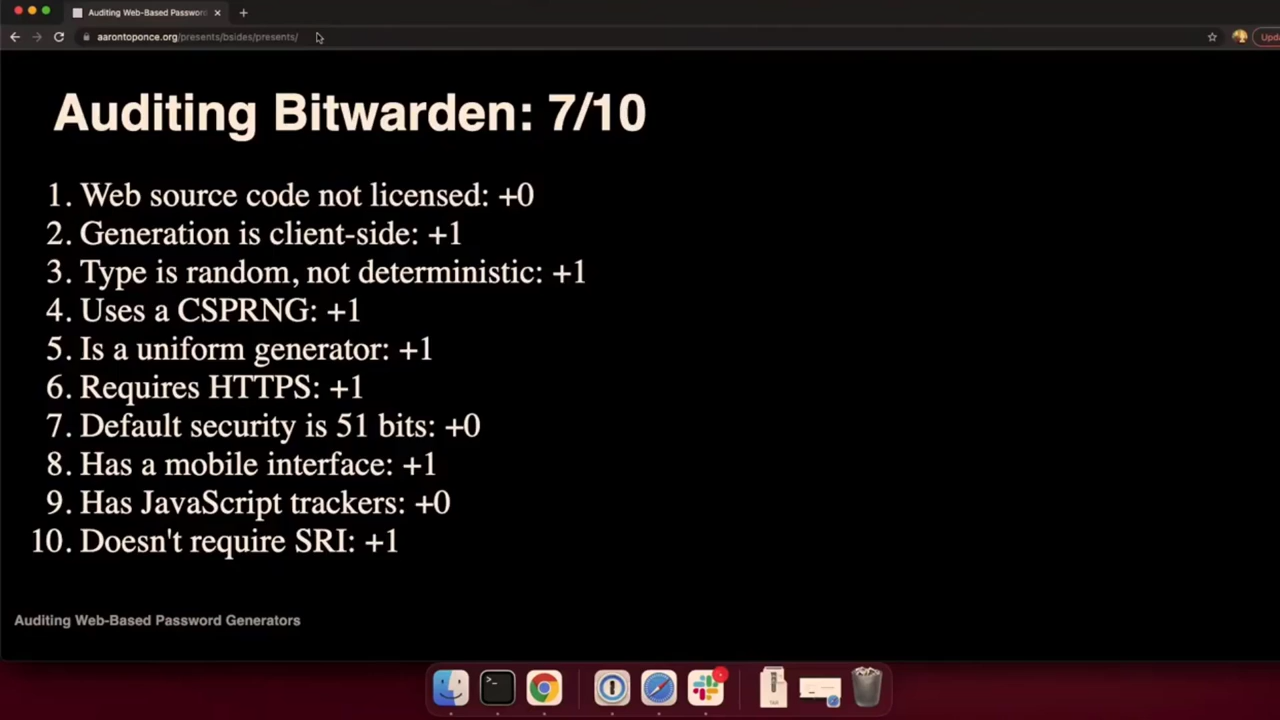 Auditing Web-Based Password
aarontoponce.org/presents/bsides/presents/
Upda
Auditing Bitwarden: 7/10
1. Web source code not licensed: +0
2. Generation is client-side: +1
3. Type is random, not deterministic: +1
4. Uses a CSPRNG: +1
5. Is a uniform generator: +1
6. Requires HTTPS: +1
7. Default security is 51 bits: +0
8. Has a mobile interface: +1
9. Has JavaScript trackers: +0
10. Doesn't require SRI: +1
Auditing Web-Based Password Generators